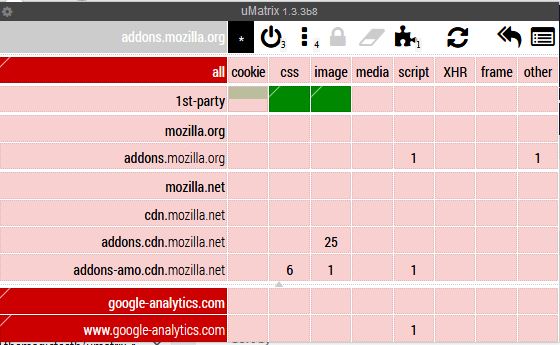 uMatrix 1.3.3b8
addons.mozilla.org * 3 4 1
all cookie css image media script XHR frame other
1st-party
mozilla.org
addons.mozilla.org 1 1
mozilla.net
cdn.mozilla.net
addons.cdn.mozilla.net 25
addons-amo.cdn.mozilla.net 6 1 1
google-analytics.com
www.google-analytics.com 1